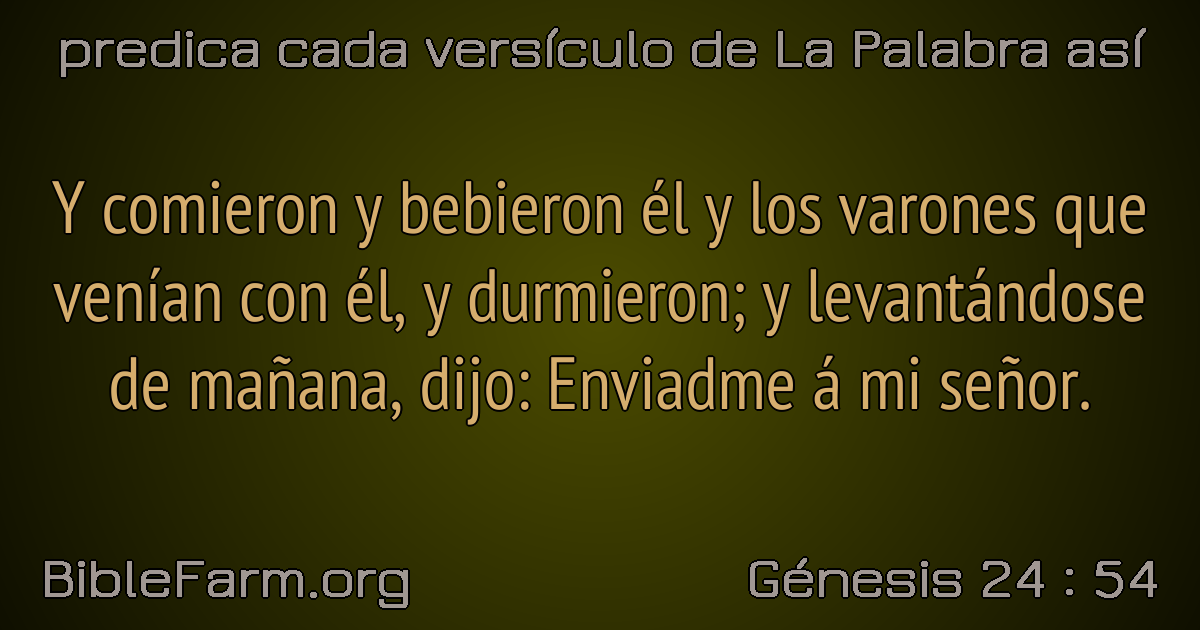 predica cada versículo de La Palabra así
Y comieron y bebieron él y los varones que
venían con él, y durmieron; y levantándose
de mañana, dijo: Enviadme á mi señor.
BibleFarm.org
Génesis 24 : 54